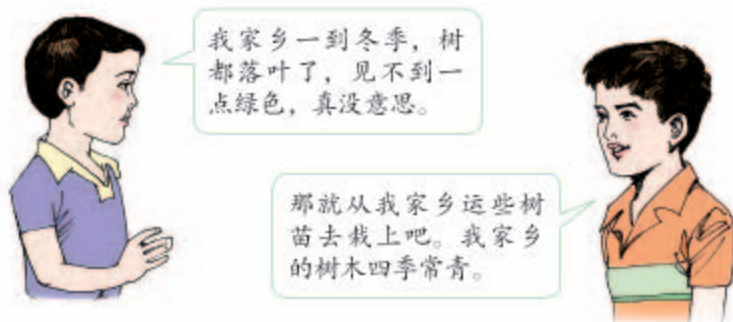 我家乡一到冬季，树
都落叶了，见不到一
点绿色，真没意思。
那就从我家乡运些树
苗去栽上吧。我家乡
的树木四季常青。